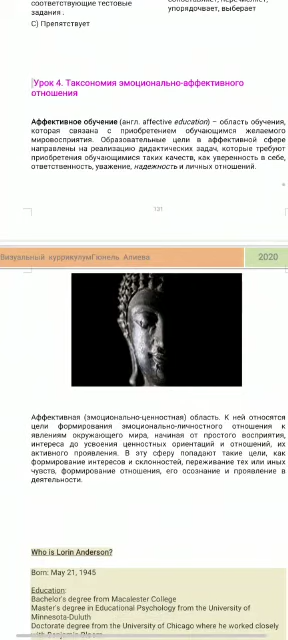 соответствующие тестовые
задания .
С) Препятствует
упорядочвает, выберает
Урок 4. Таксономия эмоционально-аффективного
отношения
Аффективное обучение (англ. affective education) – область обучения,
которая связана с приобретением обучающимся желаемого
мировосприятия. Образовательные цели в аффективной сфере
направлены на реализацию дидактических задач, которые требуют
приобретения обучающимися таких качеств, как уверенность в себе,
ответственность, уважение, надежность и личных отношений.
131
Визуальный куррикулумГюнель Алиева
2020
Аффективная (эмоционально-ценностная) область. К ней относятся
цели формирования эмоционально-личностного отношения к
явлениям окружающего мира, начиная от простого восприятия,
интереса до усвоения ценностных ориентаций и отношений, их
активного проявления. В эту сферу попадают такие цели, как
формирование интересов и склонностей, переживание тех или иных
чувств, формирование отношения, его осознание и проявление в
деятельности.
Who is Lorin Anderson?
Born: May 21, 1945
Education:
Bachelor's degree from Macalester College
Master's degree in Educational Psychology from the University of
Minnesota-Duluth
Doctorate degree from the University of Chicago where he worked closely
with Benjamin Bloom